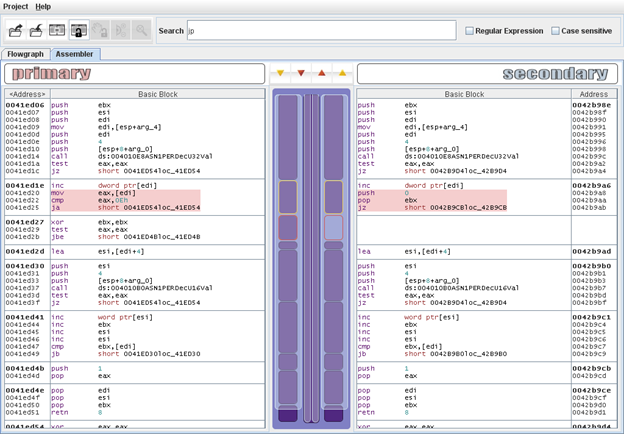 Project Help
Search jp Regular Expression Case sensitive
Flowgraph Assembler
primary
secondary
<Address> Basic Block
0041ed06 push ebx
0041ed07 push esi
0041ed08 push edi
0041ed09 mov edi,[esp+arg_4]
0041ed0d push edi
0041ed0e push 4
0041ed10 push [esp+8+arg_0]
0041ed14 call ds:004010E8ASN1PERDecU32Val
0041ed1a test eax,eax
0041ed1c jz short 0041ED54loc_41ED54
0041ed1e inc dword ptr[edi]
0041ed20 mov eax,[edi]
0041ed22 cmp eax,0EH
0041ed25 ja short 0041ED54loc_41ED54
0041ed27 xor ebx,ebx
0041ed29 test eax,eax
0041ed2b jbe short 0041ED4Bloc_41ED4B
0041ed2d lea esi,[edi+4]
0041ed30 push esi
0041ed31 push 4
0041ed33 push [esp+8+arg_0]
0041ed37 call ds:004010D8ASN1PERDecU16Val
0041ed3d test eax,eax
0041ed3f jz short 0041ED54loc_41ED54
0041ed41 inc word ptr[esi]
0041ed44 inc ebx
0041ed45 inc esi
0041ed46 inc esi
0041ed47 cmp ebx,[edi]
0041ed49 jb short 0041ED30loc_41ED30
0041ed4b push 1
0041ed4d pop eax
0041ed4e pop edi
0041ed4f pop esi
0041ed50 pop ebx
0041ed51 retn 8
0041ed54 xor eax,eax
Basic Block Address
push ebx 0042b98e
push esi 0042b98f
push edi 0042b990
mov edi,[esp+arg_4] 0042b991
push edi 0042b995
push 4 0042b996
push [esp+8+arg_0] 0042b998
call ds:004010E8ASN1PERDecU32Val 0042b99c
test eax,eax 0042b9a2
jz short 0042B9D4loc_42B9D4 0042b9a4
inc dword ptr[edi] 0042b9a6
push 0 0042b9a8
pop ebx 0042b9aa
jz short 0042B9CBloc_42B9CB 0042b9ab
lea esi,[edi+4] 0042b9ad
push esi 0042b9b0
push 4 0042b9b1
push [esp+8+arg_0] 0042b9b3
call ds:004010D8ASN1PERDecU16Val 0042b9b7
test eax,eax 0042b9bd
jz short 0042B9D4loc_42B9D4 0042b9bf
inc word ptr[esi] 0042b9c1
inc ebx 0042b9c4
inc esi 0042b9c5
inc esi 0042b9c6
cmp ebx,[edi] 0042b9c7
jb short 0042B9B0loc_42B9B0 0042b9c9
push 1 0042b9cb
pop eax 0042b9cd
pop edi 0042b9ce
pop esi 0042b9cf
pop ebx 0042b9d0
retn 8 0042b9d1
xor eax,eax 0042b9d4